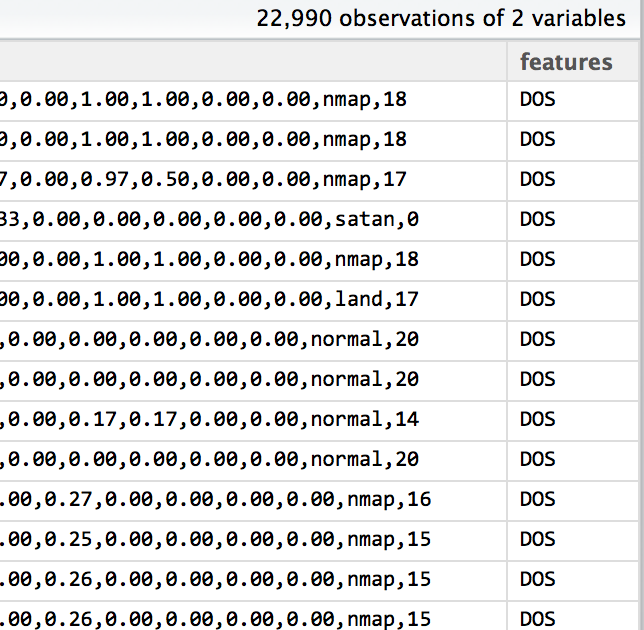 22,990 observations of 2 variables
features
0,0.00,1.00,1.00,0.00,0.00,nmap,18 DOS
0,0.00,1.00,1.00,0.00,0.00,nmap,18 DOS
7,0.00,0.97,0.50,0.00,0.00,nmap,17 DOS
33,0.00,0.00,0.00,0.00,0.00,satan,0 DOS
00,0.00,1.00,1.00,0.00,0.00,nmap,18 DOS
00,0.00,1.00,1.00,0.00,0.00,land,17 DOS
,0.00,0.00,0.00,0.00,0.00,normal,20 DOS
,0.00,0.00,0.00,0.00,0.00,normal,20 DOS
,0.00,0.17,0.17,0.00,0.00,normal,14 DOS
,0.00,0.00,0.00,0.00,0.00,normal,20 DOS
.00,0.27,0.00,0.00,0.00,0.00,nmap,16 DOS
.00,0.25,0.00,0.00,0.00,0.00,nmap,15 DOS
.00,0.26,0.00,0.00,0.00,0.00,nmap,15 DOS
.00,0.26,0.00,0.00,0.00,0.00,nmap,15 DOS